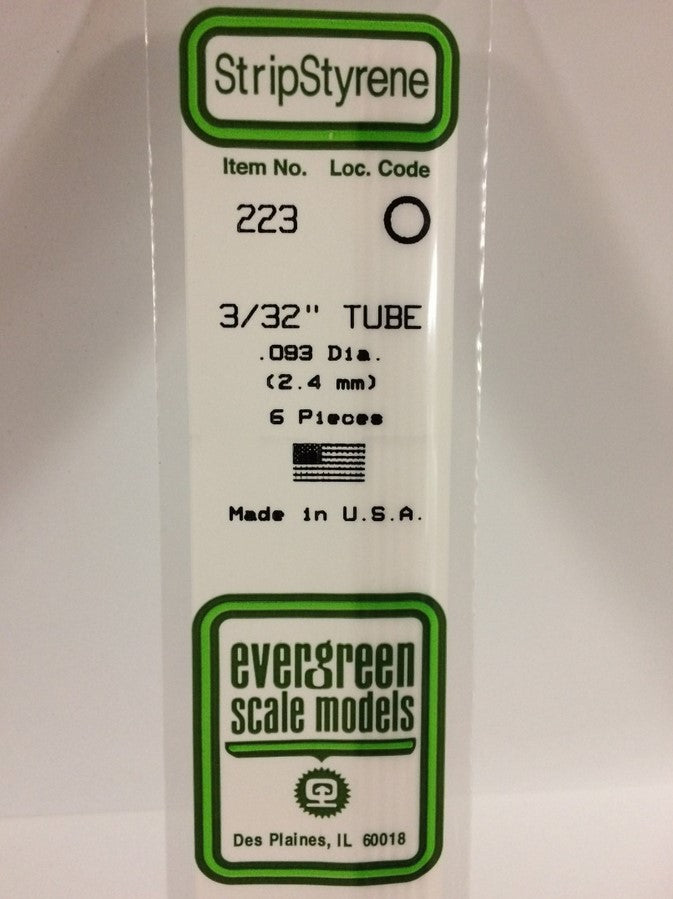 StripStyrene
Item No. Loc. Code
223
3/32" TUBE
.093 Dia.
(2.4 mm)
6 Pieces
Made in U.S.A.
evergreen
scale models
Des Plaines, IL 60018